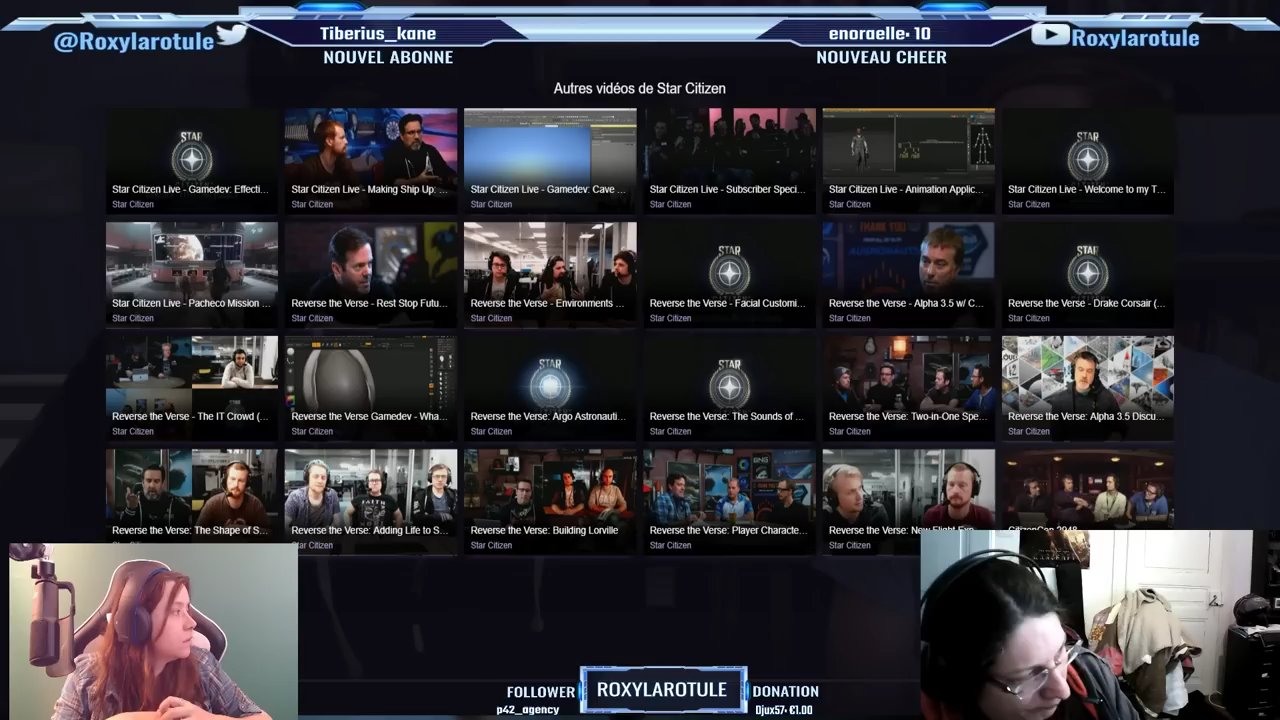 Tiberius_kane
enoraelle: 10
@Roxylarotule
Roxylarotule
NOUVEL ABONNE
NOUVEAU CHEER
Autres vidéos de Star Citizen
STAR
STAR
Star Citizen Live - Gamedev: Effecti...
Star Citizen Live - Making Ship Up: ...
Star Citizen Live - Gamedev: Cave ...
Star Citizen Live - Subscriber Speci...
Star Citizen Live - Animation Applic...
Star Citizen Live - Welcome to my T...
Star Citizen
Star Citizen
Star Citizen
Star Citizen
Star Citizen
Star Citizen
THANK YOU
STAR
STAR
Star Citizen Live - Pacheco Mission ...
Reverse the Verse - Rest Stop Futu...
Reverse the Verse - Environments ...
Reverse the Verse - Facial Customi...
Reverse the Verse - Alpha 3.5 w/ C...
Reverse the Verse - Drake Corsair (...
Star Citizen
Star Citizen
Star Citizen
Star Citizen
Star Citizen
Star Citizen
STAR
STAR
Reverse the Verse - The IT Crowd (...
Reverse the Verse Gamedev - Wha...
Reverse the Verse: Argo Astronauti...
Reverse the Verse: The Sounds of ...
Reverse the Verse: Two-in-One Spe...
Reverse the Verse: Alpha 3.5 Discu...
Star Citizen
Star Citizen
Star Citizen
Star Citizen
Star Citizen
Star Citizen
Reverse the Verse: The Shape of S...
Reverse the Verse: Adding Life to S...
Reverse the Verse: Building Lorville
Reverse the Verse: Player Characte...
Reverse the Verse: New Flight Exp...
CitizenCon 2948
Star Citizen
Star Citizen
Star Citizen
Star Citizen
FOLLOWER
ROXYLAROTULE
DONATION
p42_agency
Djux57: €1.00